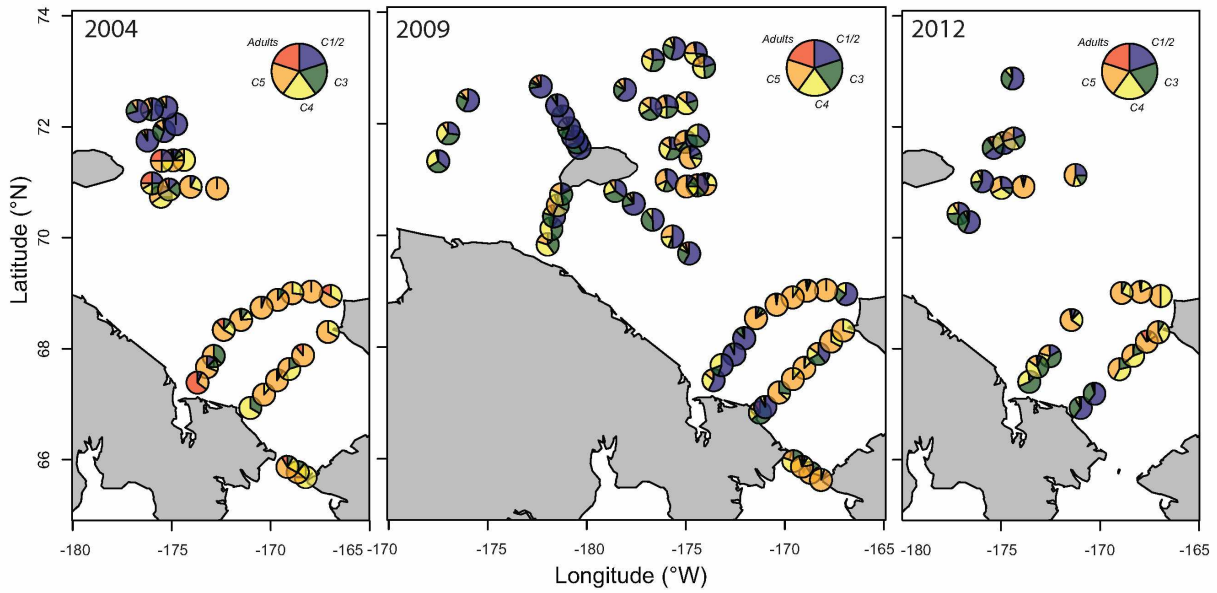 2004
Adults
C1/2
C5
C3
C4
2009
Adults
C1/2
C5
C3
C4
2012
Adults
C1/2
C5
C3
C4
Latitude (°N)
74
72
70
68
66
-180
-175
-170
-165
-170
-175
-180
-175
-170
-165
-180
-175
-170
-165
Longitude (°W)